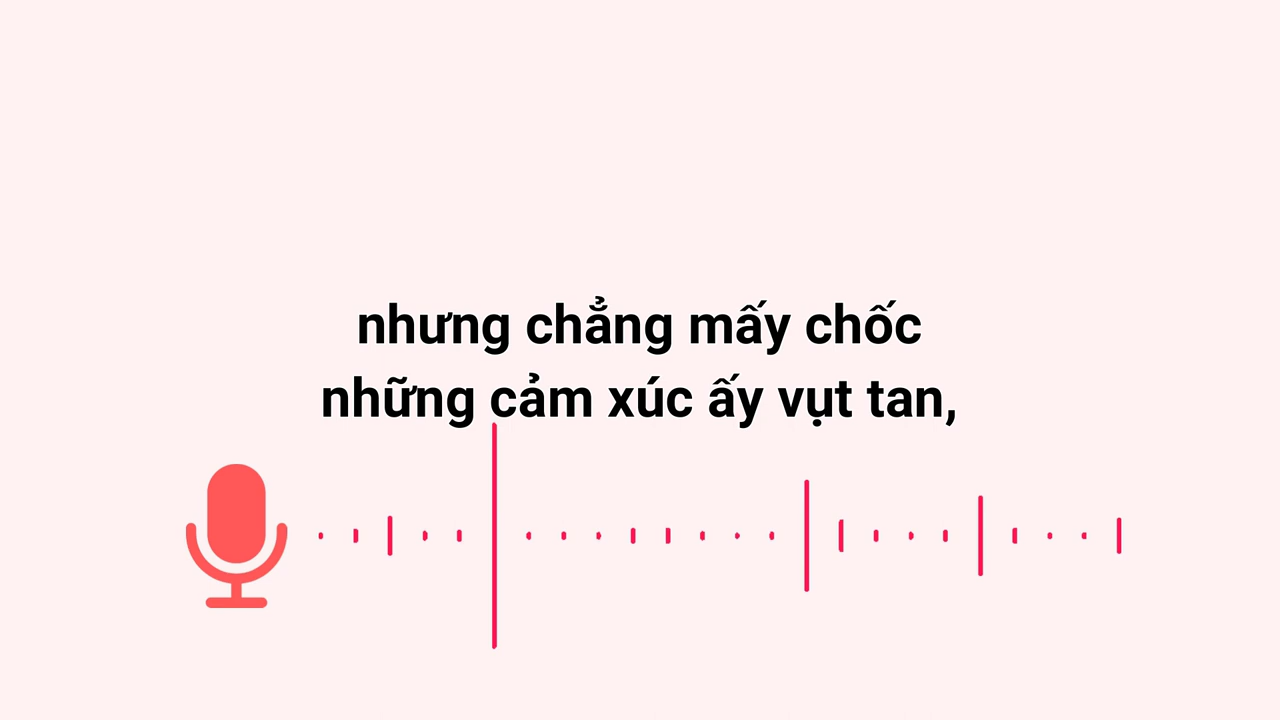 nhưng chẳng mấy chốc
những cảm xúc ấy vụt tan,